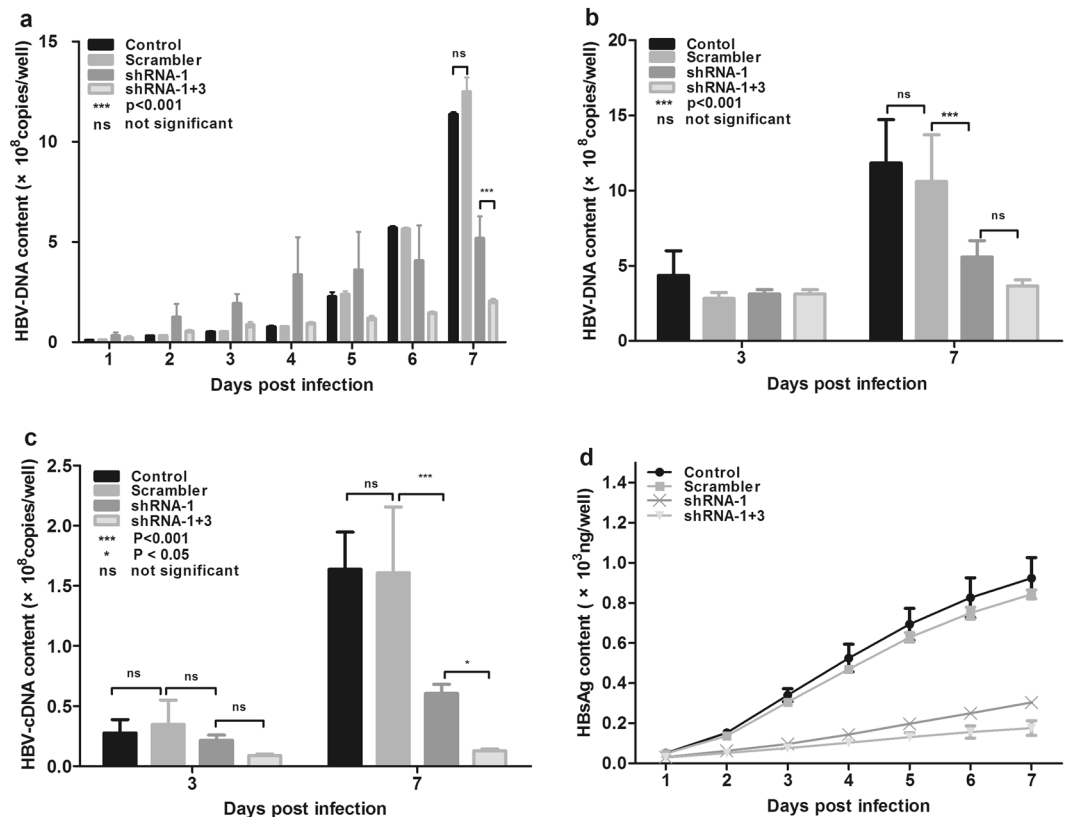 a
HBV-DNA content (× 10⁸copies/well)
15
10
5
0
Control
Scrambler
shRNA-1
shRNA-1+3
*** p<0.001
ns not significant
ns
***
1 2 3 4 5 6 7
Days post infection
b
HBV-DNA content (× 10⁸copies/well)
20
15
10
5
0
Contol
Scrambler
shRNA-1
shRNA-1+3
*** p<0.001
ns not significant
ns
***
ns
3 7
Days post infection
c
HBV-cDNA content (× 10⁸copies/well)
2.5
2.0
1.5
1.0
0.5
0.0
Control
Scrambler
shRNA-1
shRNA-1+3
*** P<0.001
* P < 0.05
ns not significant
ns ***
*
ns ns
ns
3 7
Days post infection
d
HBsAg content ( × 10³ng/well)
1.4
1.2
1.0
0.8
0.6
0.4
0.2
0.0
Control
Scrambler
shRNA-1
shRNA-1+3
1 2 3 4 5 6 7
Days post infection